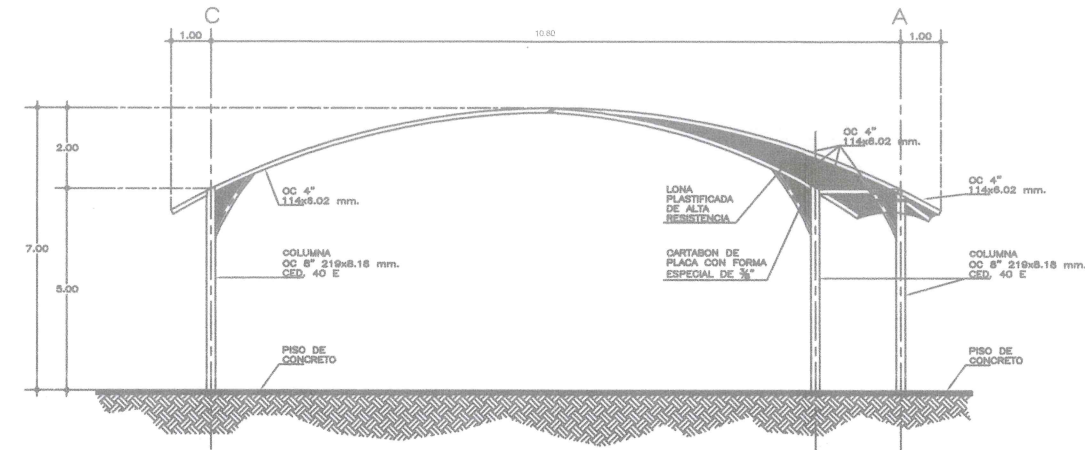 C
A
1.00
10.80
1.00
2.00
7.00
5.00
OC 4"
114x6.02 mm.
OC 4"
114x6.02 mm.
OC 4"
114x6.02 mm.
LONA
PLASTIFICADA
DE ALTA
RESISTENCIA
COLUMNA
OC 8" 219x8.18 mm.
CED. 40 E
CARTABON DE
PLACA CON FORMA
ESPECIAL DE ⅜"
COLUMNA
OC 8" 219x8.18 mm.
CED. 40 E
PISO DE
CONCRETO
PISO DE
CONCRETO